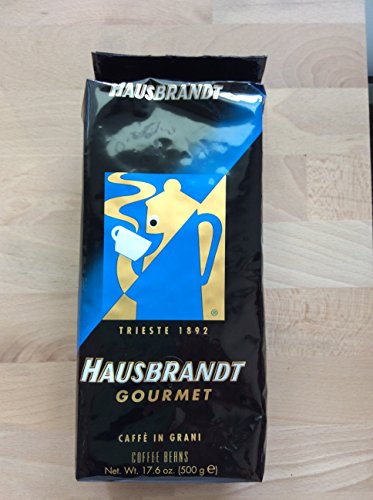 HAUSBRANDT
®
TRIESTE 1892
HAUSBRANDT
GOURMET
CAFFÈ IN GRANI
COFFEE BEANS
Net. Wt. 17.6 oz. (500 g ℮)